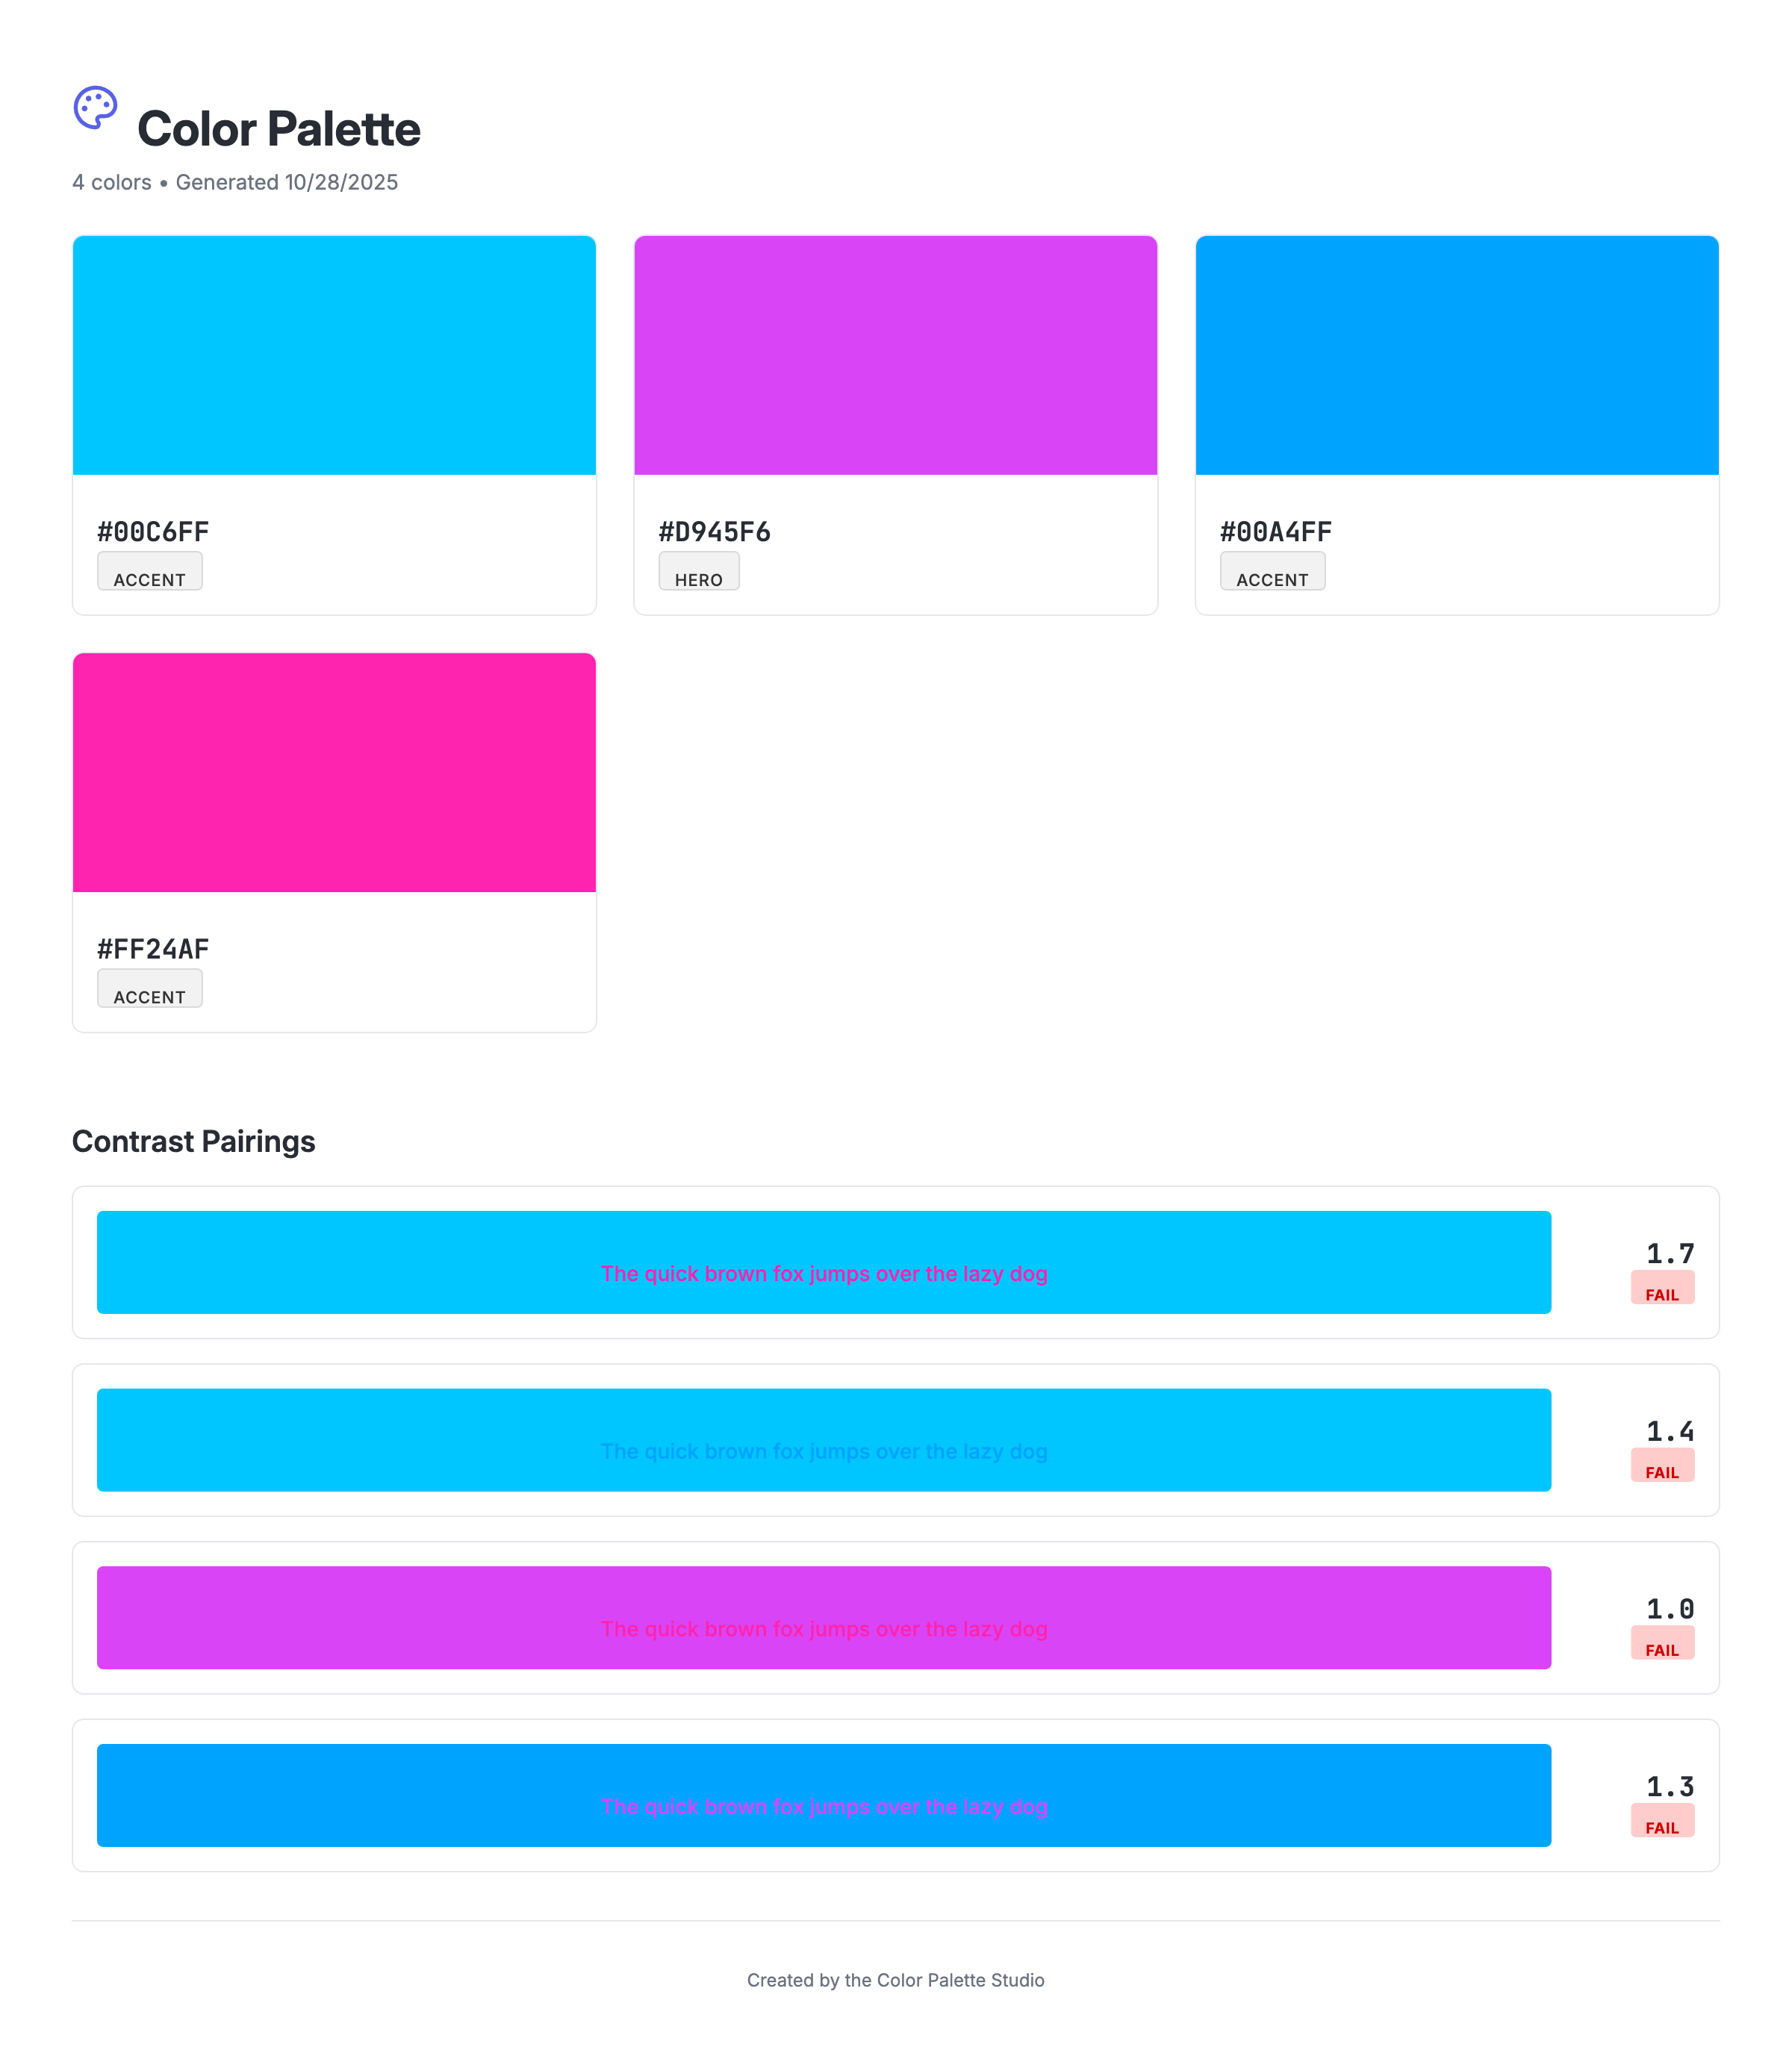 Color Palette
4 colors • Generated 10/28/2025
#00C6FF
ACCENT
#D945F6
HERO
#00A4FF
ACCENT
#FF24AF
ACCENT
Contrast Pairings
The quick brown fox jumps over the lazy dog
1.7
FAIL
The quick brown fox jumps over the lazy dog
1.4
FAIL
The quick brown fox jumps over the lazy dog
1.0
FAIL
The quick brown fox jumps over the lazy dog
1.3
FAIL
Created by the Color Palette Studio